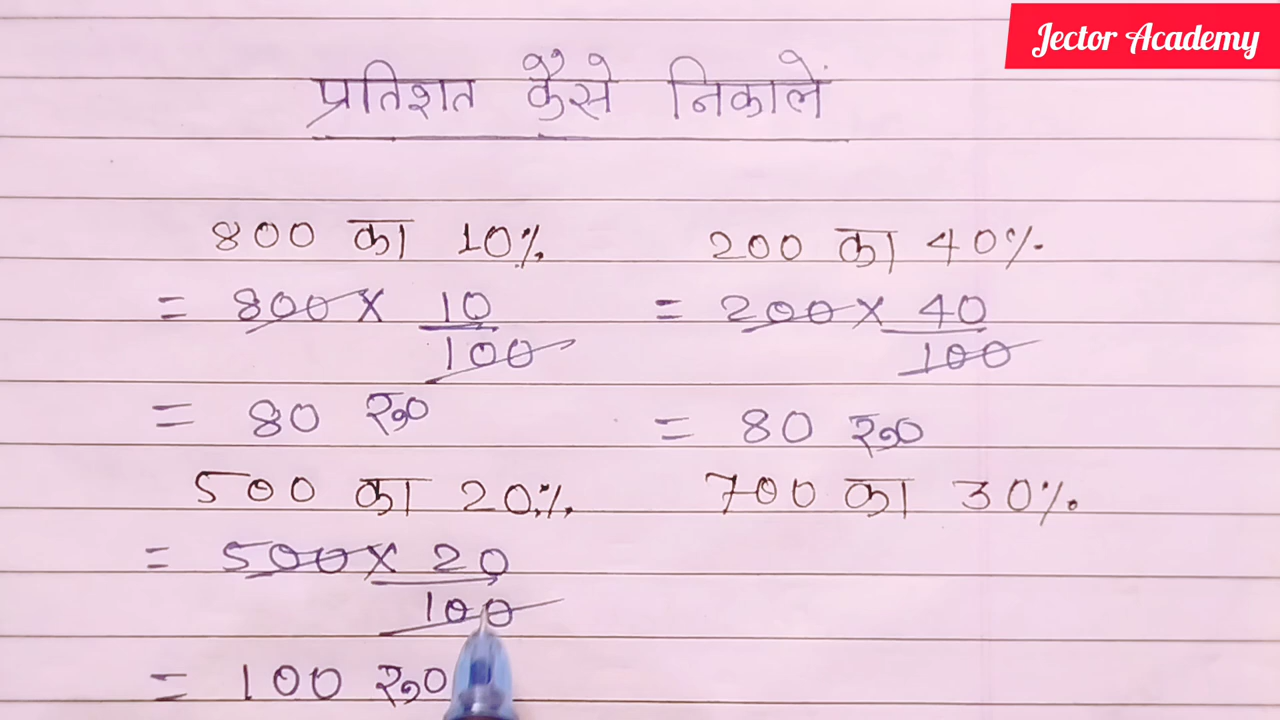 Jector Academy
प्रतिशत कैसे निकालें
800 का 10%
= 800 × 10
100
= 80 रु०
200 का 40%
= 200 × 40
100
= 80 रु०
500 का 20%
= 500 × 20
100
= 100 रु०
700 का 30%